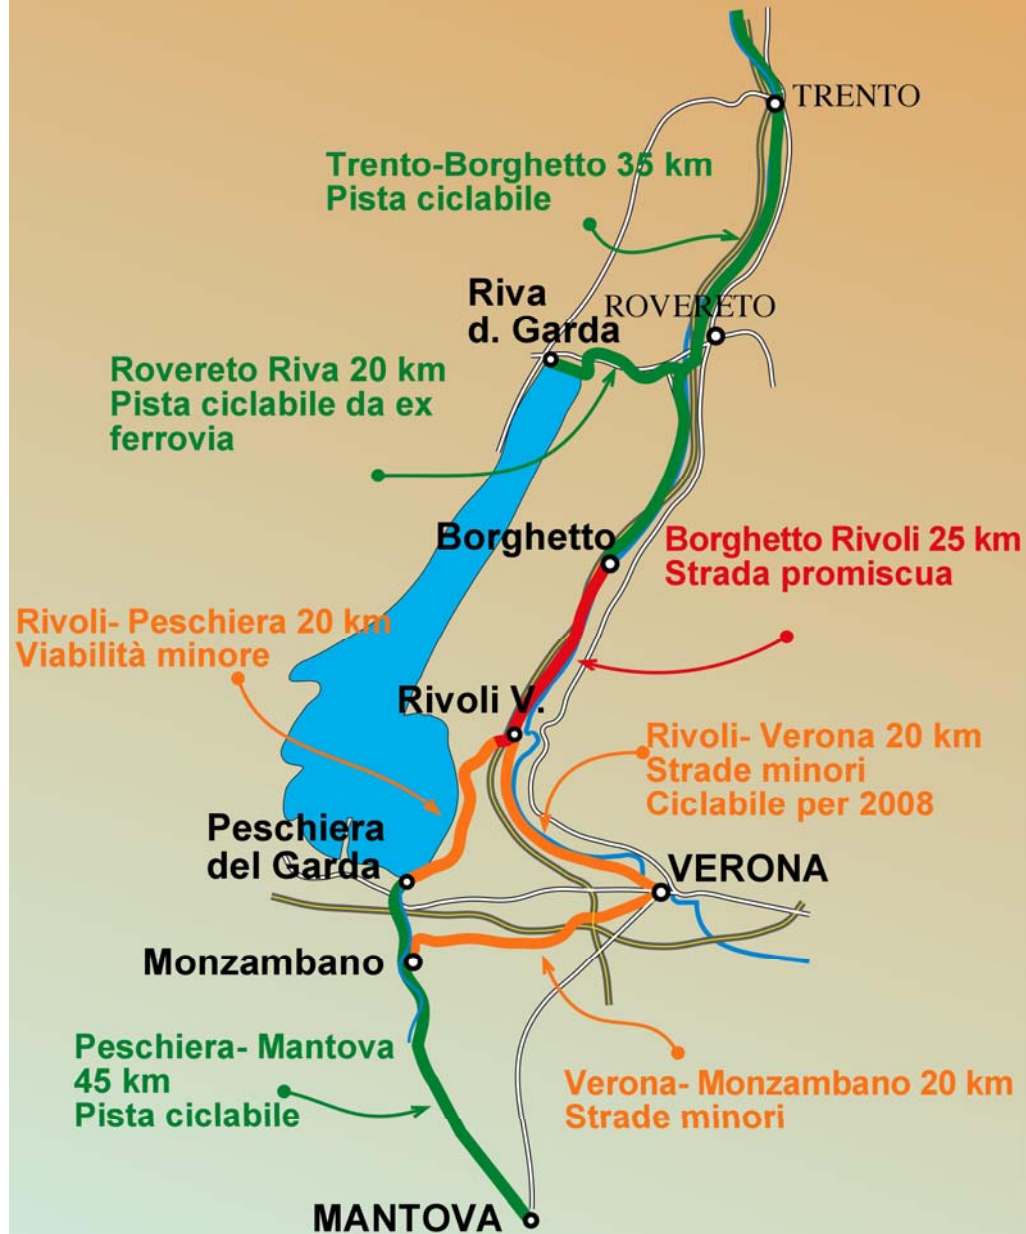 TRENTO
Trento-Borghetto 35 km
Pista ciclabile
Riva
d. Garda
ROVERETO
Rovereto Riva 20 km
Pista ciclabile da ex
ferrovia
Borghetto
Borghetto Rivoli 25 km
Strada promiscua
Rivoli- Peschiera 20 km
Viabilità minore
Rivoli V.
Rivoli- Verona 20 km
Strade minori
Ciclabile per 2008
Peschiera
del Garda
VERONA
Monzambano
Peschiera- Mantova
45 km
Pista ciclabile
Verona- Monzambano 20 km
Strade minori
MANTOVA